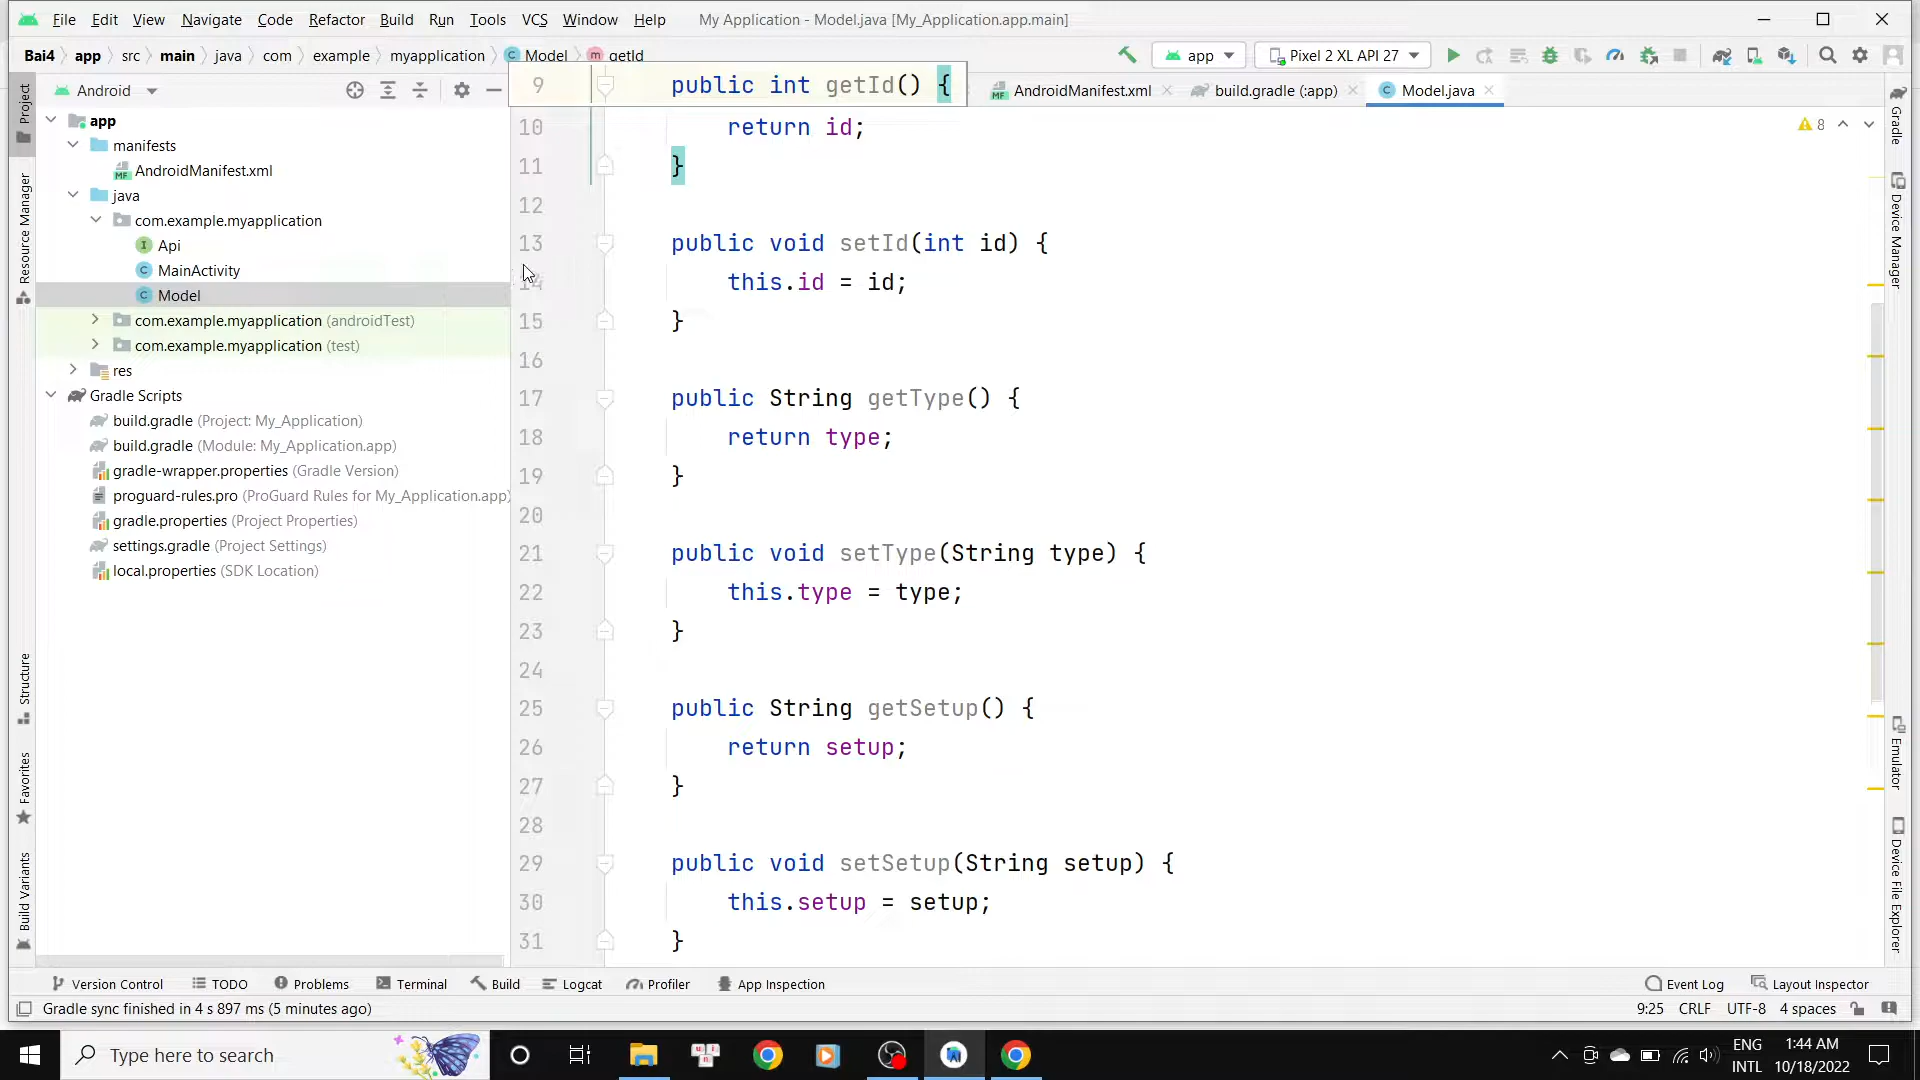 File Edit View Navigate Code Refactor Build Run Tools VCS Window Help My Application - Model.java [My_Application.app.main]
Bai4 app src main java com example myapplication Model getId app Pixel 2 XL API 27
Android
AndroidManifest.xml build.gradle (:app) Model.java
Project
Resource Manager
Structure
Favorites
Build Variants
app
manifests
AndroidManifest.xml
java
com.example.myapplication
Api
MainActivity
Model
com.example.myapplication (androidTest)
com.example.myapplication (test)
res
Gradle Scripts
build.gradle (Project: My_Application)
build.gradle (Module: My_Application.app)
gradle-wrapper.properties (Gradle Version)
proguard-rules.pro (ProGuard Rules for My_Application.app)
gradle.properties (Project Properties)
settings.gradle (Project Settings)
local.properties (SDK Location)
9 public int getId() {
10 return id;
11 }
12
13 public void setId(int id) {
14 this.id = id;
15 }
16
17 public String getType() {
18 return type;
19 }
20
21 public void setType(String type) {
22 this.type = type;
23 }
24
25 public String getSetup() {
26 return setup;
27 }
28
29 public void setSetup(String setup) {
30 this.setup = setup;
31 }
8
Gradle
Device Manager
Emulator
Device File Explorer
Version Control TODO Problems Terminal Build Logcat Profiler App Inspection Event Log Layout Inspector
Gradle sync finished in 4 s 897 ms (5 minutes ago) 9:25 CRLF UTF-8 4 spaces
Type here to search
ENG
INTL
1:44 AM
10/18/2022